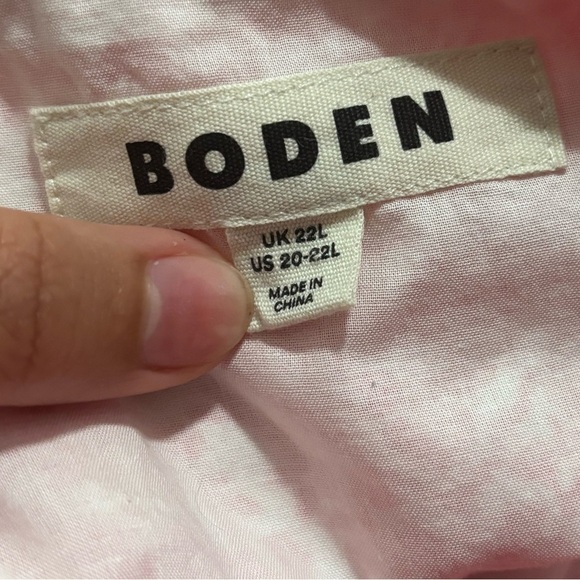 BODEN
UK 22L
US 20-22L
MADE IN
CHINA